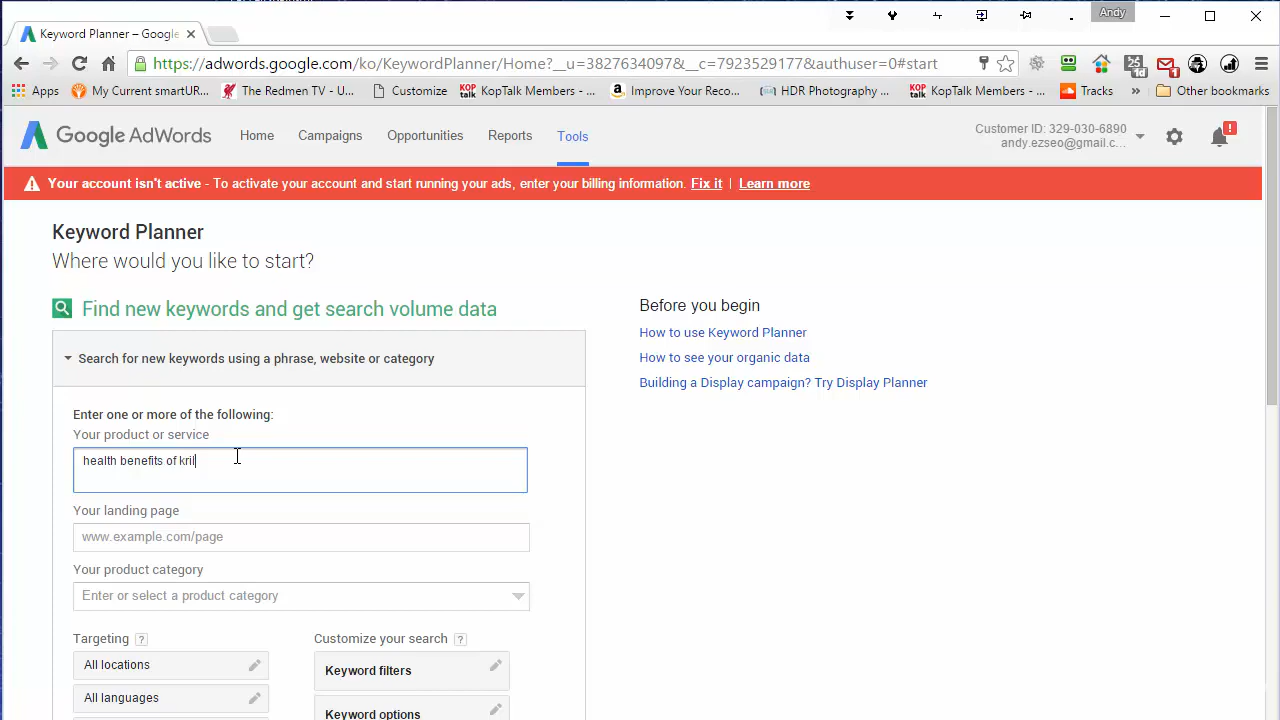 Andy
Keyword Planner – Google
https://adwords.google.com/ko/KeywordPlanner/Home?__u=3827634097&__c=7923529177&authuser=0#start
25
1d
1
Apps
My Current smartUR...
The Redmen TV - U...
Customize
KOP talk
KopTalk Members - ...
Improve Your Reco...
HDR Photography ...
KOP talk
KopTalk Members - ...
Tracks
»
Other bookmarks
Google AdWords
Home
Campaigns
Opportunities
Reports
Tools
Customer ID: 329-030-6890
andy.ezseo@gmail.c...
!
Your account isn't active - To activate your account and start running your ads, enter your billing information. Fix it | Learn more
Keyword Planner
Where would you like to start?
Find new keywords and get search volume data
Search for new keywords using a phrase, website or category
Enter one or more of the following:
Your product or service
health benefits of kril
Your landing page
www.example.com/page
Your product category
Enter or select a product category
Targeting ?
All locations
All languages
Customize your search ?
Keyword filters
Keyword options
Before you begin
How to use Keyword Planner
How to see your organic data
Building a Display campaign? Try Display Planner